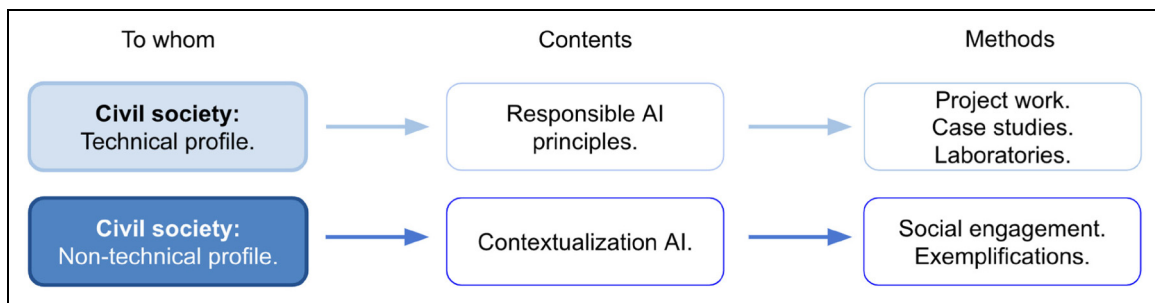 To whom
Contents
Methods
Civil society:
Technical profile.
Responsible AI
principles.
Project work.
Case studies.
Laboratories.
Civil society:
Non-technical profile.
Contextualization AI.
Social engagement.
Exemplifications.